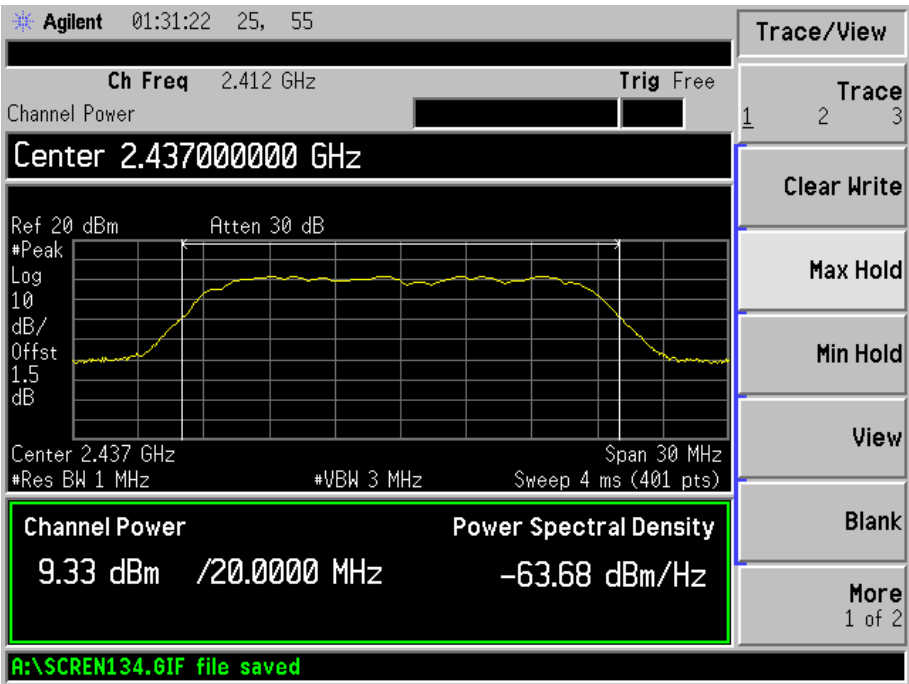 Agilent 01:31:22 25, 55
Trace/View
Ch Freq 2.412 GHz Trig Free
Channel Power
Trace
1 2 3
Center 2.437000000 GHz
Clear Write
Ref 20 dBm Atten 30 dB
#Peak
Log
10
dB/
Offst
1.5
dB
Max Hold
Min Hold
Center 2.437 GHz Span 30 MHz
#Res BW 1 MHz #VBW 3 MHz Sweep 4 ms (401 pts)
View
Channel Power Power Spectral Density
9.33 dBm /20.0000 MHz -63.68 dBm/Hz
Blank
More
1 of 2
A:\SCREN134.GIF file saved